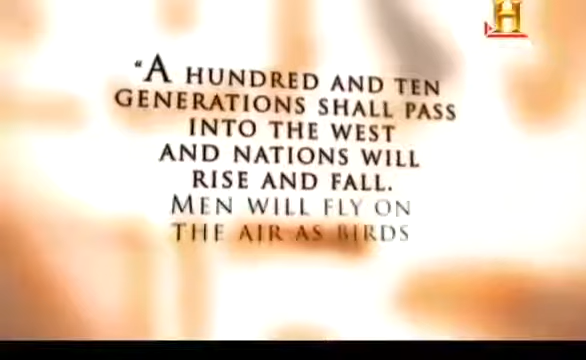 "A HUNDRED AND TEN
GENERATIONS SHALL PASS
INTO THE WEST
AND NATIONS WILL
RISE AND FALL.
MEN WILL FLY ON
THE AIR AS BIRDS
H